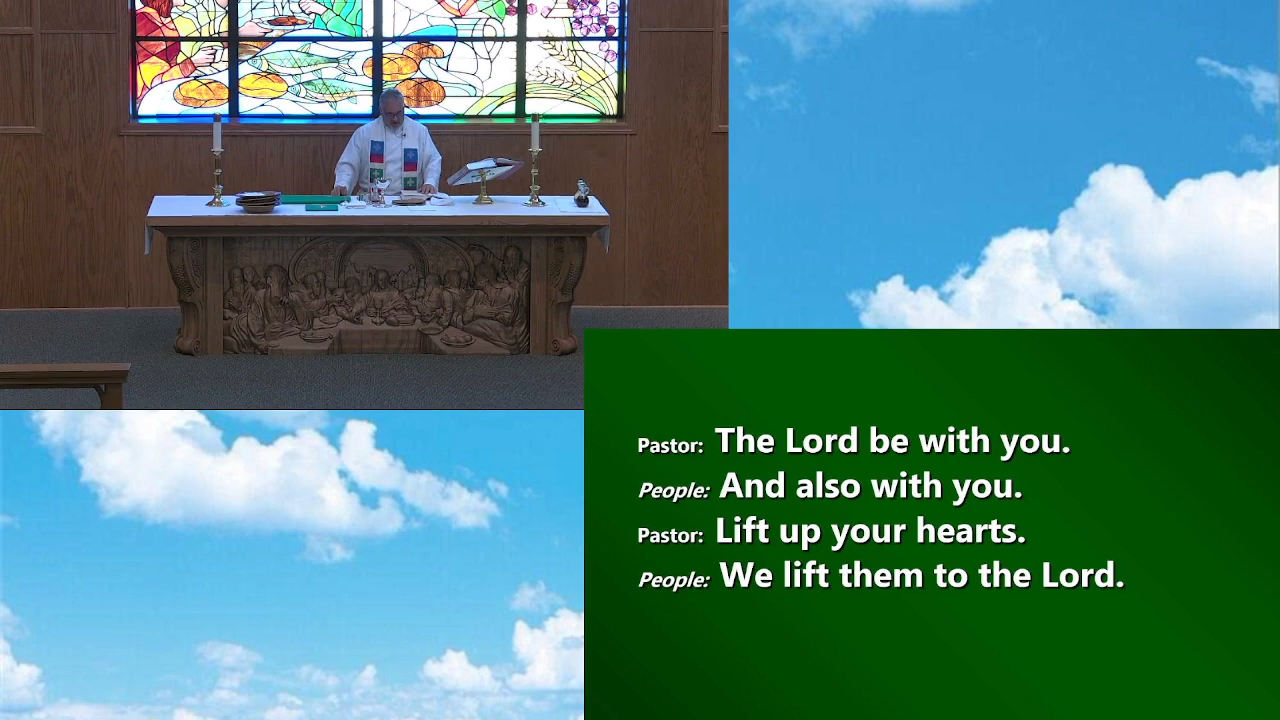 Pastor: The Lord be with you.
People: And also with you.
Pastor: Lift up your hearts.
People: We lift them to the Lord.